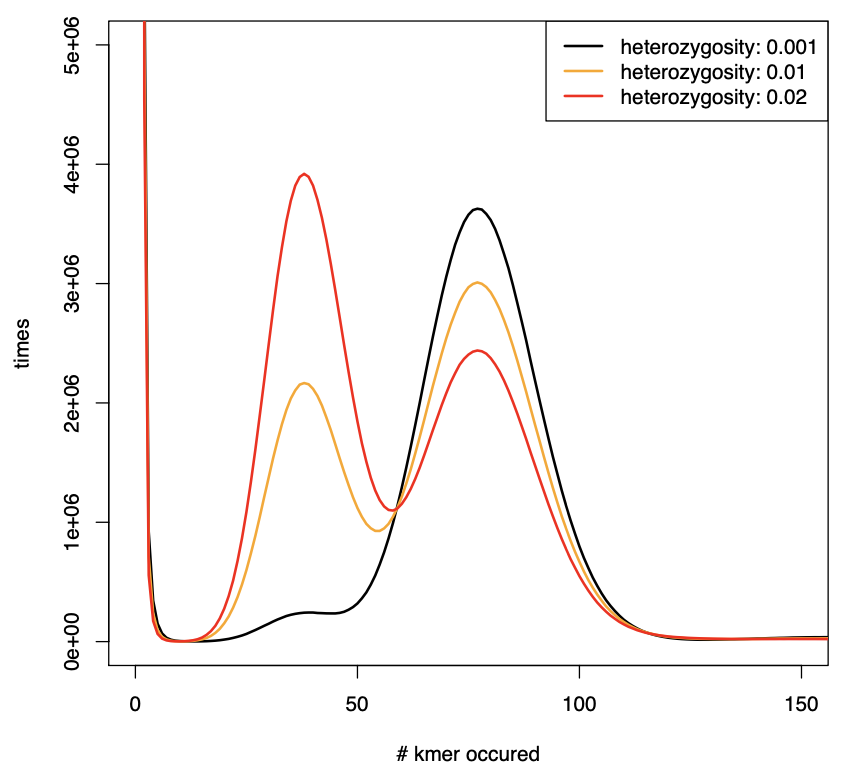 heterozygosity: 0.001
heterozygosity: 0.01
heterozygosity: 0.02
5e+06
4e+06
3e+06
2e+06
1e+06
0e+00
times
0 50 100 150
# kmer occured